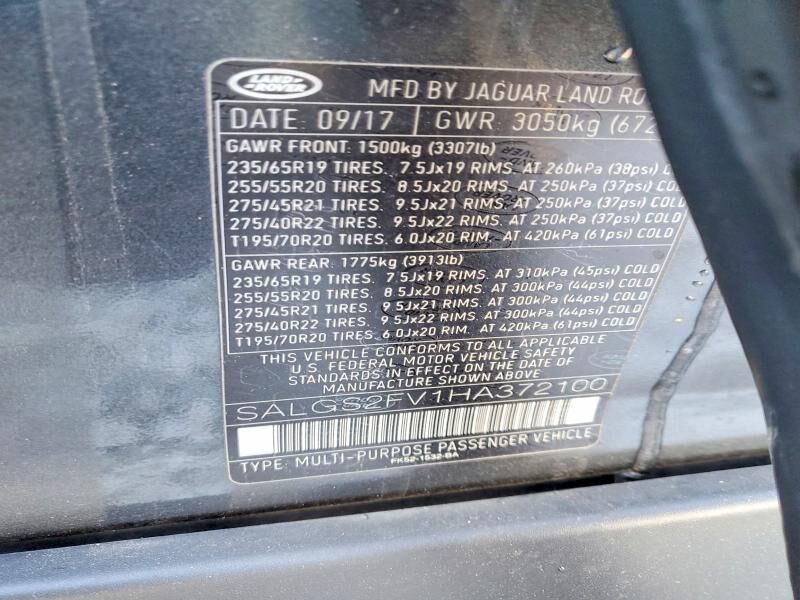 LAND
ROVER
MFD BY JAGUAR LAND RO
DATE: 09/17 GWR 3050kg (672
GAWR FRONT: 1500kg (3307lb)
235/65R19 TIRES. 7.5Jx19 RIMS. AT 260kPa (38psi) C
255/55R20 TIRES. 8.5Jx20 RIMS. AT 250kPa (37psi) C
275/45R21 TIRES. 9.5Jx21 RIMS. AT 250kPa (37psi) CO
275/40R22 TIRES. 9.5Jx22 RIMS. AT 250kPa (37psi) COLD
T195/70R20 TIRES. 6.0Jx20 RIM. AT 420kPa (61psi) COLD
GAWR REAR: 1775kg (3913lb)
235/65R19 TIRES. 7.5Jx19 RIMS. AT 310kPa (45psi) COLD
255/55R20 TIRES. 8.5Jx20 RIMS. AT 300kPa (44psi) COLD
275/45R21 TIRES. 9.5Jx21 RIMS. AT 300kPa (44psi) COLD
275/40R22 TIRES. 9.5Jx22 RIMS. AT 300kPa (44psi) COLD
T195/70R20 TIRES. 6.0Jx20 RIM. AT 420kPa (61psi) COLD
THIS VEHICLE CONFORMS TO ALL APPLICABLE
U.S. FEDERAL MOTOR VEHICLE SAFETY
STANDARDS IN EFFECT ON THE DATE OF
MANUFACTURE SHOWN ABOVE
SALGS2FV1HA372100
TYPE: MULTI-PURPOSE PASSENGER VEHICLE
FK52-1532-BA